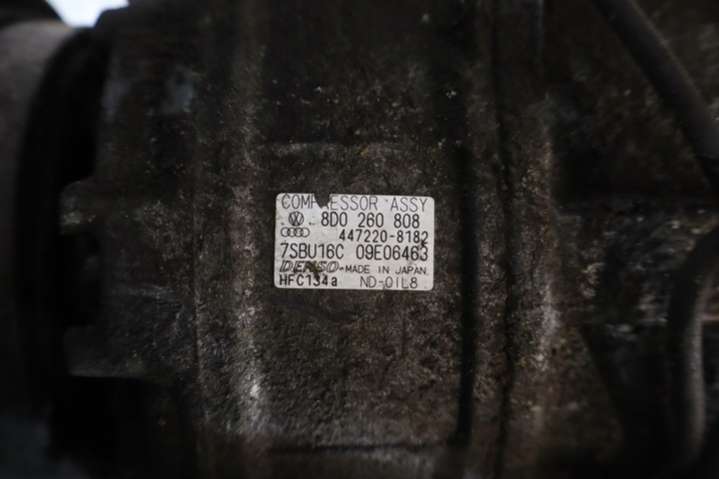 COMPRESSOR ASSY
8D0 260 808
447220-8182
7SBU16C 09E06463
DENSO MADE IN JAPAN
HFC134a ND-OIL8